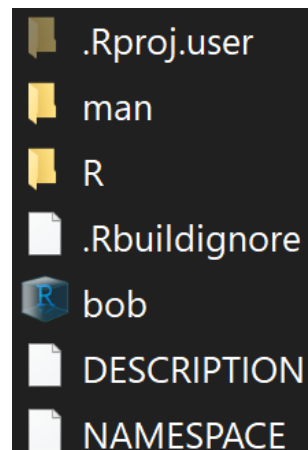 .Rproj.user
man
R
.Rbuildignore
R
bob
DESCRIPTION
NAMESPACE